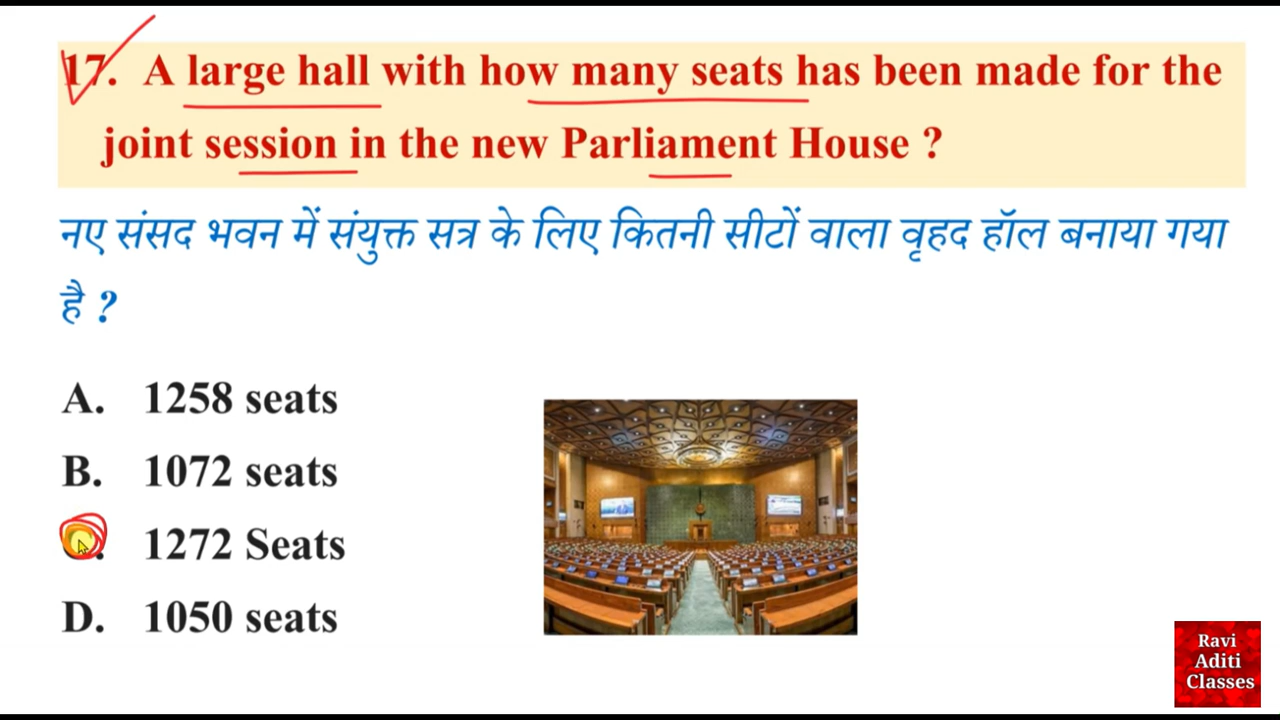 17. A large hall with how many seats has been made for the
joint session in the new Parliament House ?
नए संसद भवन में संयुक्त सत्र के लिए कितनी सीटों वाला वृहद हॉल बनाया गया
है ?
A. 1258 seats
B. 1072 seats
1272 Seats
D. 1050 seats
Ravi
Aditi
Classes